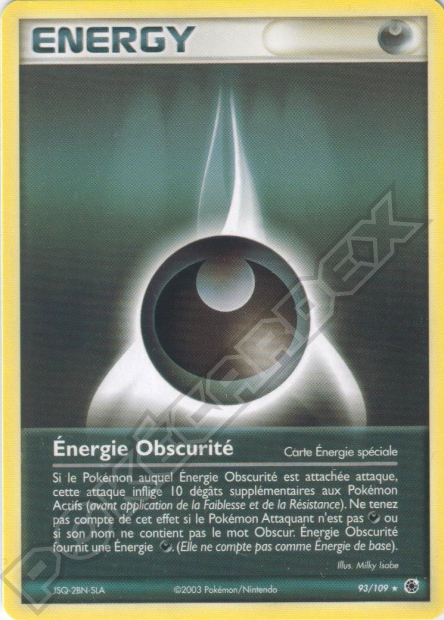 ENERGY
Énergie Obscurité
Carte Énergie spéciale
Si le Pokémon auquel Énergie Obscurité est attachée attaque,
cette attaque inflige 10 dégâts supplémentaires aux Pokémon
Actifs (avant application de la Faiblesse et de la Résistance). Ne tenez
pas compte de cet effet si le Pokémon Attaquant n'est pas ou
si son nom ne contient pas le mot Obscur. Énergie Obscurité
fournit une Énergie . (Elle ne compte pas comme Énergie de base).
Illus. Milky Isobe
JSQ-2BN-SLA
©2003 Pokémon/Nintendo
93/109 ★
POKECARDEX